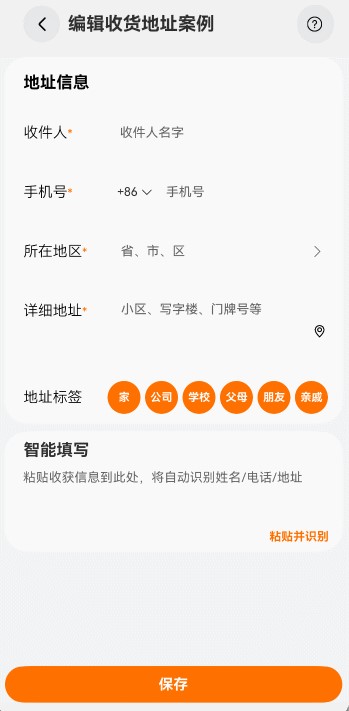 编辑收货地址案例
地址信息
收件人* 收件人名字
手机号* +86 手机号
所在地区* 省、市、区
详细地址* 小区、写字楼、门牌号等
地址标签 家 公司 学校 父母 朋友 亲戚
智能填写
粘贴收获信息到此处，将自动识别姓名/电话/地址
粘贴并识别
保存